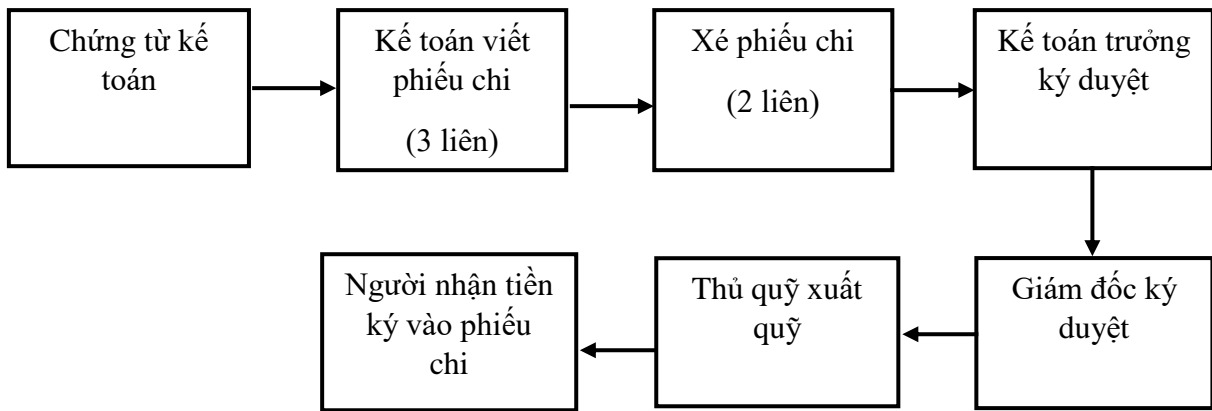 Chứng từ kế
toán
Kế toán viết
phiếu chi
(3 liên)
Xé phiếu chi
(2 liên)
Kế toán trưởng
ký duyệt
Giám đốc ký
duyệt
Thủ quỹ xuất
quỹ
Người nhận tiền
ký vào phiếu
chi